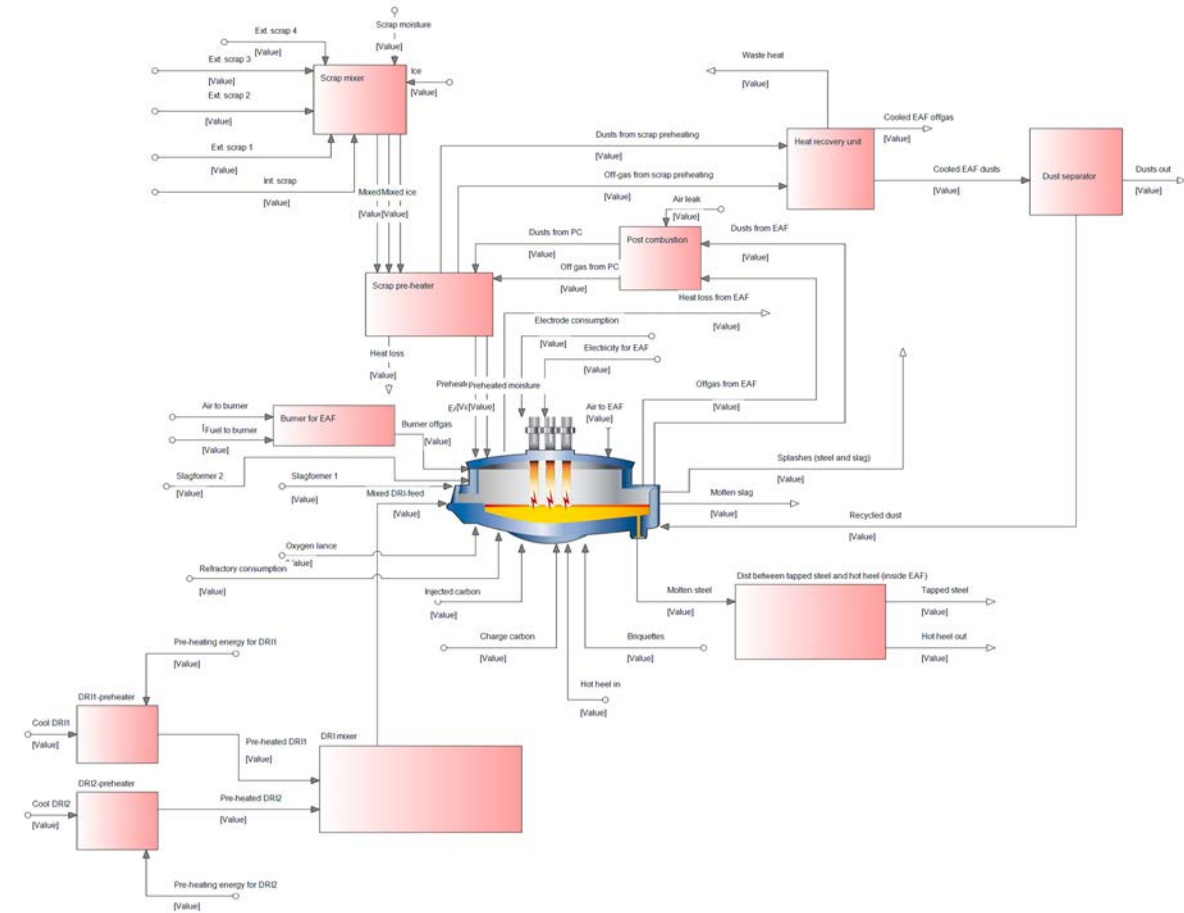 Scrap moisture
[Value]
Ext. scrap 4
[Value]
Ext. scrap 3
[Value]
Ext. scrap 2
[Value]
Ext. scrap 1
[Value]
Int. scrap
[Value]
Scrap mixer
Ice
[Value]
Mixed Mixed ice
[Value]
Waste heat
[Value]
Dusts from scrap preheating
[Value]
Off-gas from scrap preheating
[Value]
Heat recovery unit
Cooled EAF offgas
[Value]
Cooled EAF dusts
[Value]
Dust separator
Dusts out
[Value]
Air leak
[Value]
Post combustion
Dusts from PC
[Value]
Off gas from PC
[Value]
Dusts from EAF
[Value]
Scrap pre-heater
Heat loss from EAF
[Value]
Electrode consumption
[Value]
Electricity for EAF
[Value]
Heat loss
[Value]
Preheated moisture
[Value]
Offgas from EAF
[Value]
Air to EAF
[Value]
Air to burner
Fuel to burner
[Value]
Burner for EAF
Burner offgas
[Value]
Slagformer 2
[Value]
Slagformer 1
[Value]
Mixed DRI-feed
[Value]
Splashes (steel and slag)
[Value]
Molten slag
[Value]
Recycled dust
[Value]
Oxygen lance
Refractory consumption
[Value]
Injected carbon
[Value]
Charge carbon
[Value]
Briquettes
[Value]
Hot heel in
[Value]
Molten steel
[Value]
Dist between tapped steel and hot heel (inside EAF)
Tapped steel
[Value]
Hot heel out
[Value]
Pre-heating energy for DRI1
[Value]
DRI1-preheater
Cool DRI1
[Value]
Pre-heated DRI1
[Value]
DRI mixer
DRI2-preheater
Cool DRI2
[Value]
Pre-heated DRI2
[Value]
Pre-heating energy for DRI2
[Value]